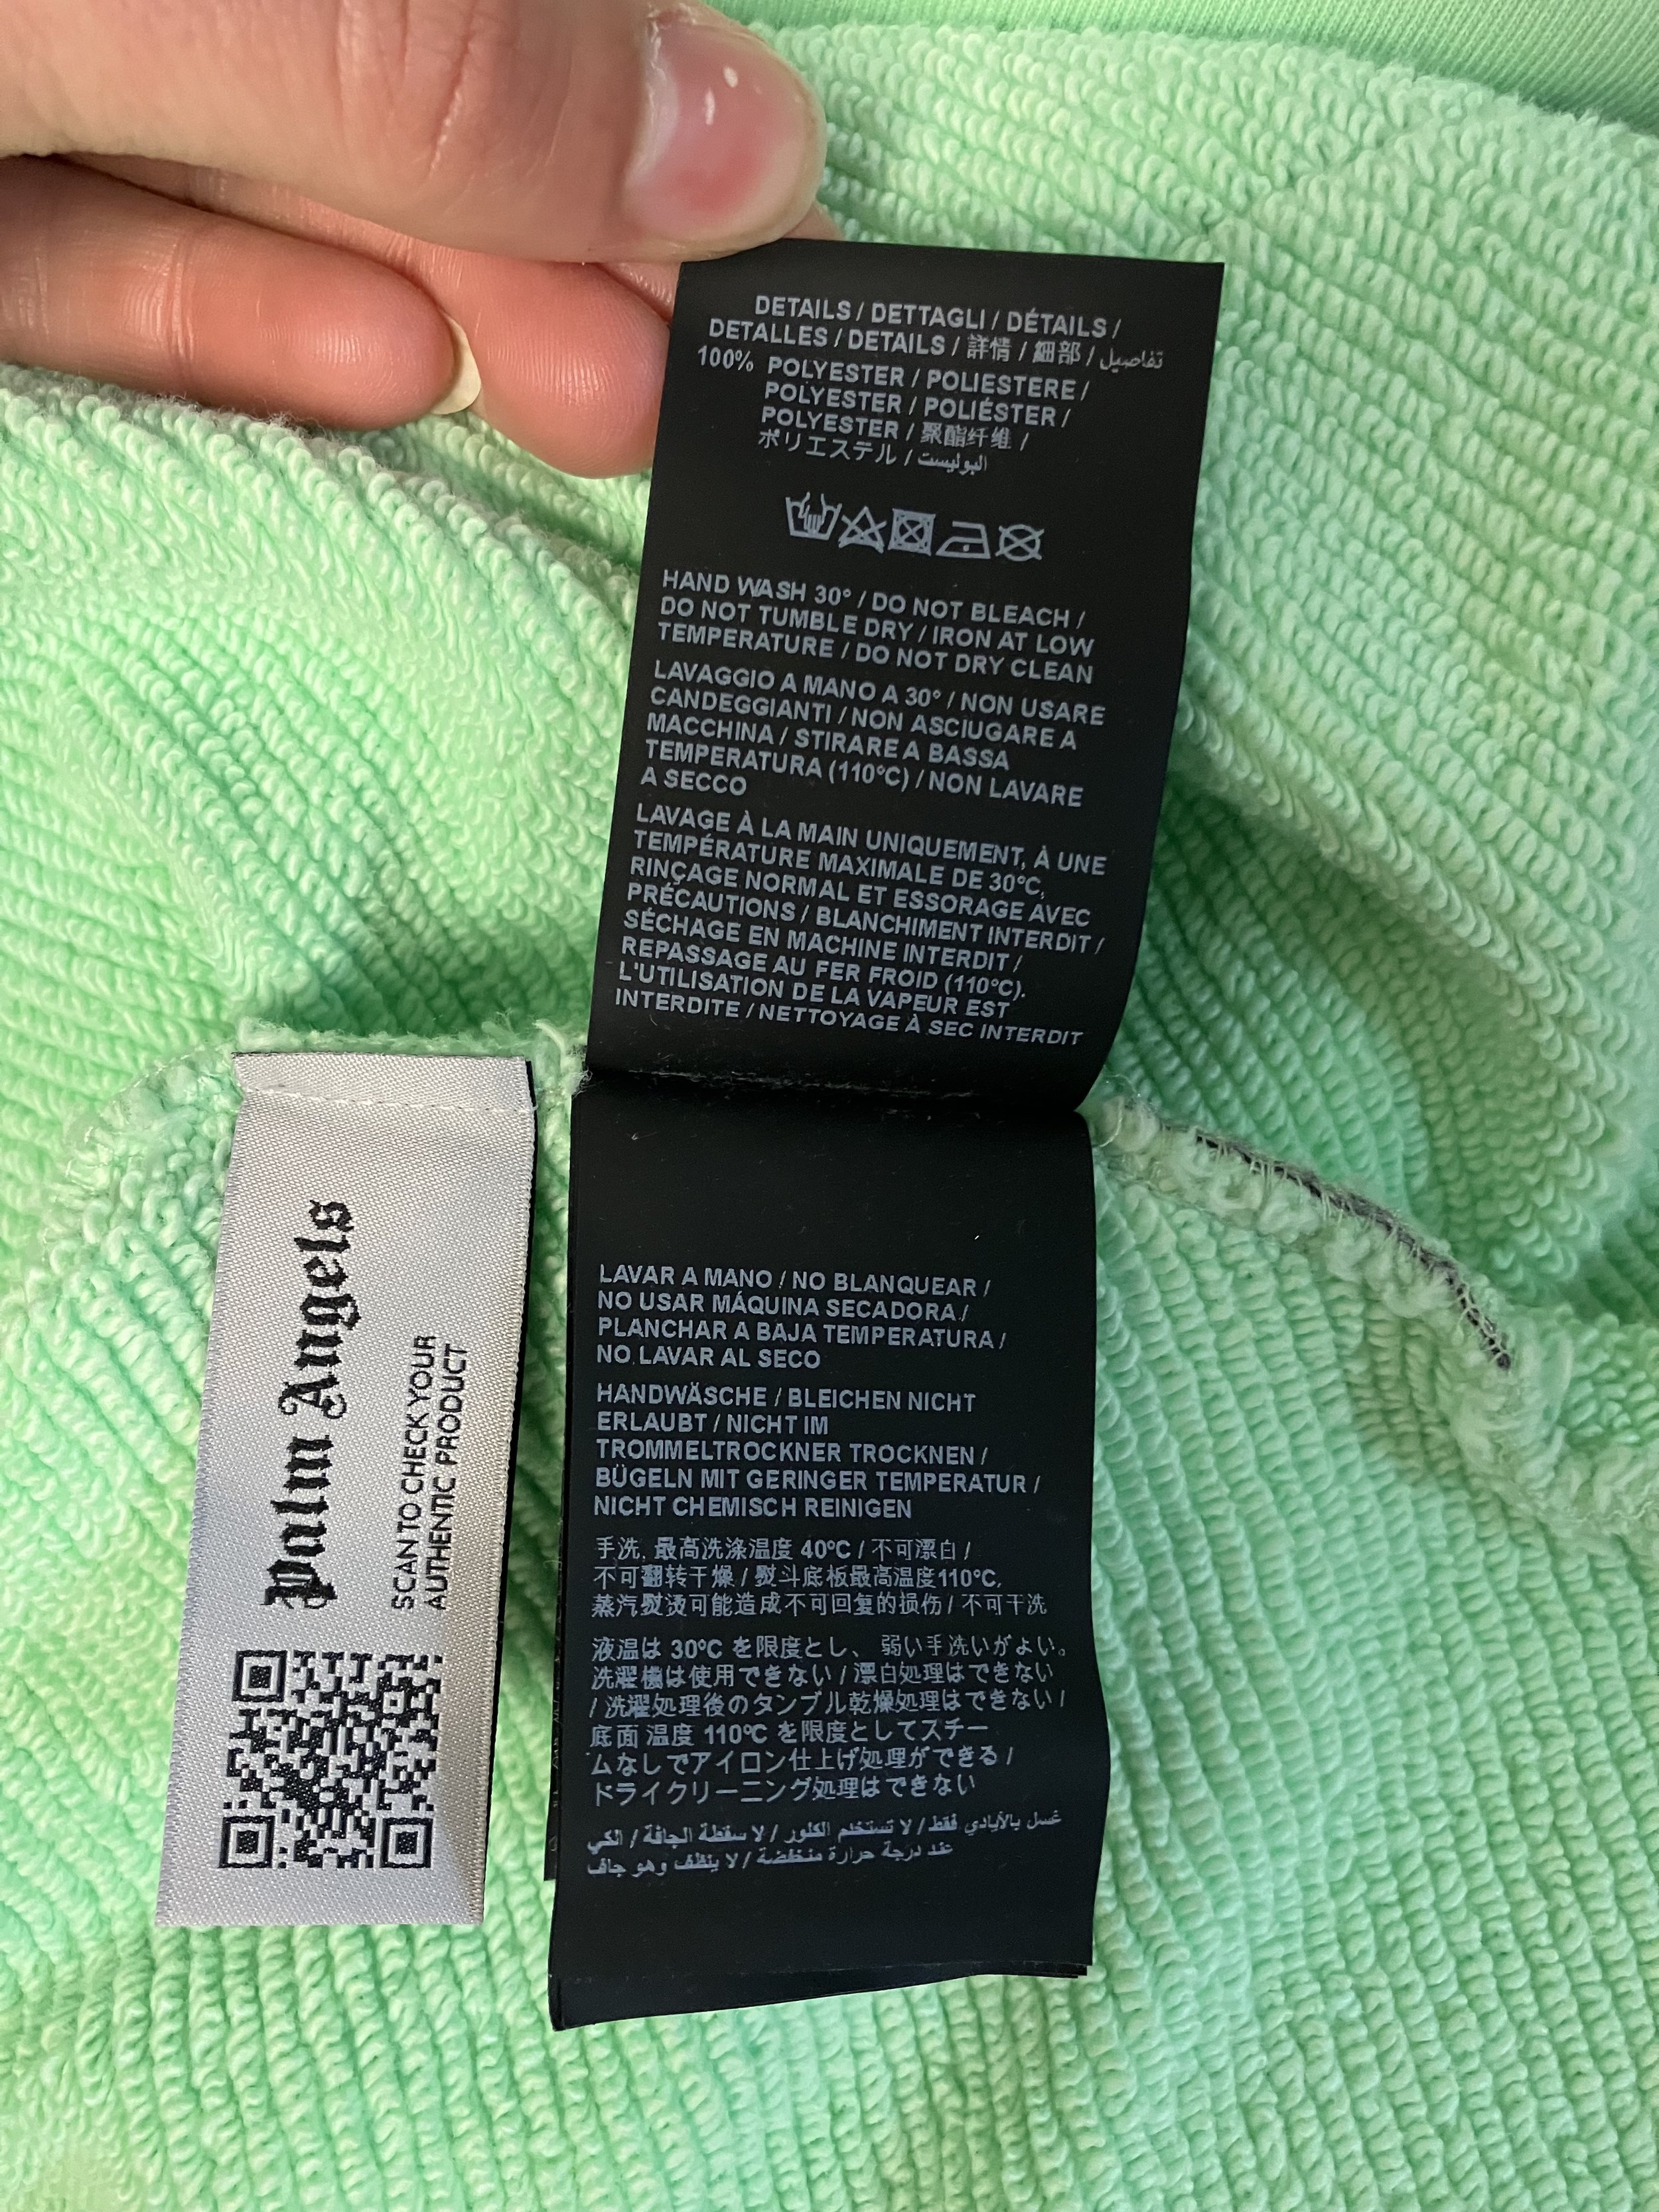 DETAILS / DETTAGLI / DÉTAILS /
DETALLES / DETAILS / 詳情 / 細部 / تفاصيل
100% POLYESTER / POLIESTERE /
POLYESTER / POLIÉSTER /
POLYESTER / 聚酯纤维 /
ポリエステル / البوليست
HAND WASH 30° / DO NOT BLEACH /
DO NOT TUMBLE DRY / IRON AT LOW
TEMPERATURE / DO NOT DRY CLEAN
LAVAGGIO A MANO A 30° / NON USARE
CANDEGGIANTI / NON ASCIUGARE A
MACCHINA / STIRARE A BASSA
TEMPERATURA (110°C) / NON LAVARE
A SECCO
LAVAGE À LA MAIN UNIQUEMENT, À UNE
TEMPÉRATURE MAXIMALE DE 30°C,
RINÇAGE NORMAL ET ESSORAGE AVEC
PRÉCAUTIONS / BLANCHIMENT INTERDIT /
SÉCHAGE EN MACHINE INTERDIT /
REPASSAGE AU FER FROID (110°C).
L'UTILISATION DE LA VAPEUR EST
INTERDITE / NETTOYAGE À SEC INTERDIT
LAVAR A MANO / NO BLANQUEAR /
NO USAR MÁQUINA SECADORA /
PLANCHAR A BAJA TEMPERATURA /
NO LAVAR AL SECO
HANDWÄSCHE / BLEICHEN NICHT
ERLAUBT / NICHT IM
TROMMELTROCKNER TROCKNEN /
BÜGELN MIT GERINGER TEMPERATUR /
NICHT CHEMISCH REINIGEN
手洗, 最高洗涤温度 40°C / 不可漂白 /
不可翻转干燥 / 熨斗底板最高温度110°C,
蒸汽熨烫可能造成不可回复的损伤 / 不可干洗
液温は 30°C を限度とし、 弱い手洗いがよい。
洗濯機は使用できない / 漂白処理はできない
/ 洗濯処理後のタンブル乾燥処理はできない /
底面 温度 110°C を限度としてスチー
ムなしでアイロン仕上げ処理ができる /
ドライクリーニング処理はできない
غسل بالأيادي فقط / لا تستخدم الكلور / لا سقطة الجافة / الكي
عند درجة حرارة منخفضة / لا ينظف وهو جاف
Palm Angels
SCAN TO CHECK YOUR
AUTHENTIC PRODUCT